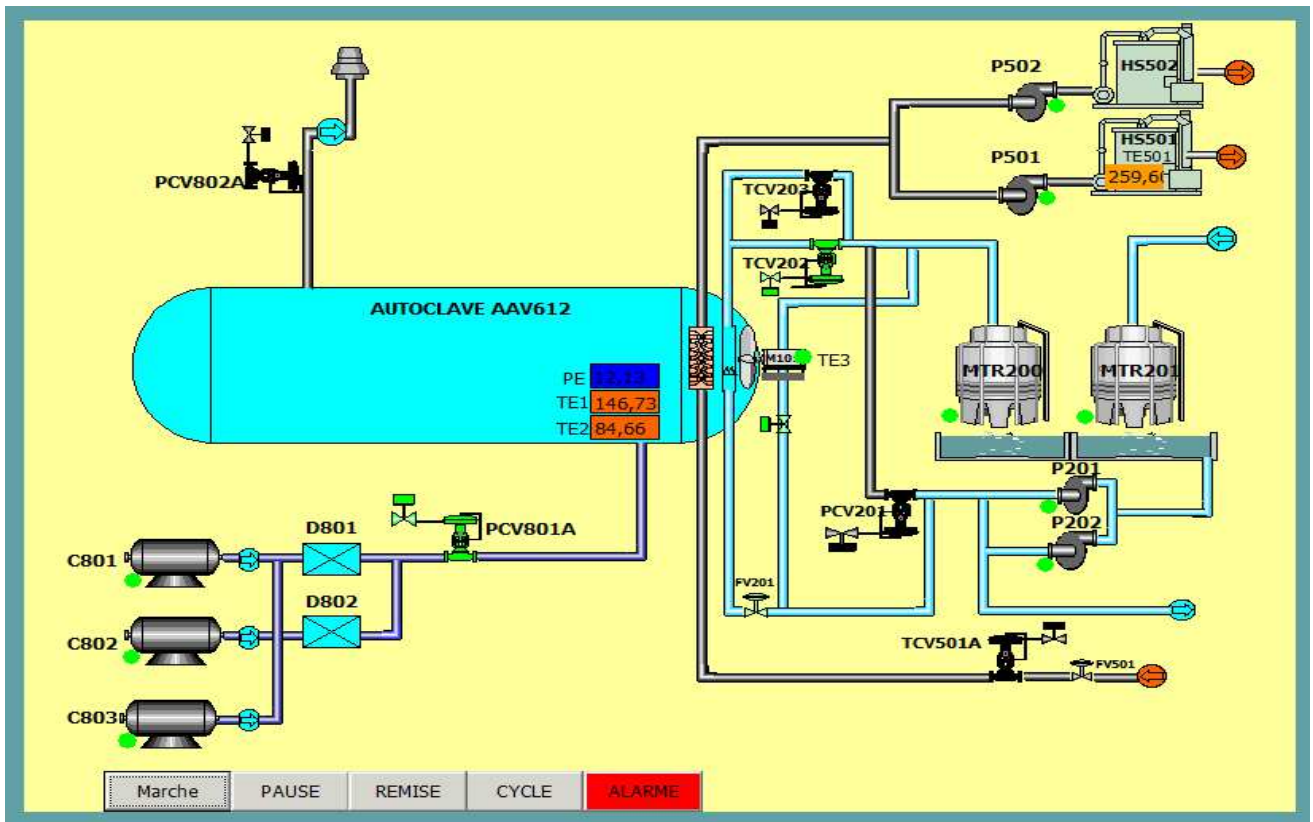 P502
HS502
HS501
TE501
P501
259,60
PCV802A
TCV203
TCV202
AUTOCLAVE AAV612
TE3
MTR200
MTR201
PE
TE1 146,73
TE2 84,66
P201
PCV201
P202
PCV801A
D801
C801
FV201
D802
C802
TCV501A
FV501
C803
Marche
PAUSE
REMISE
CYCLE
ALARME